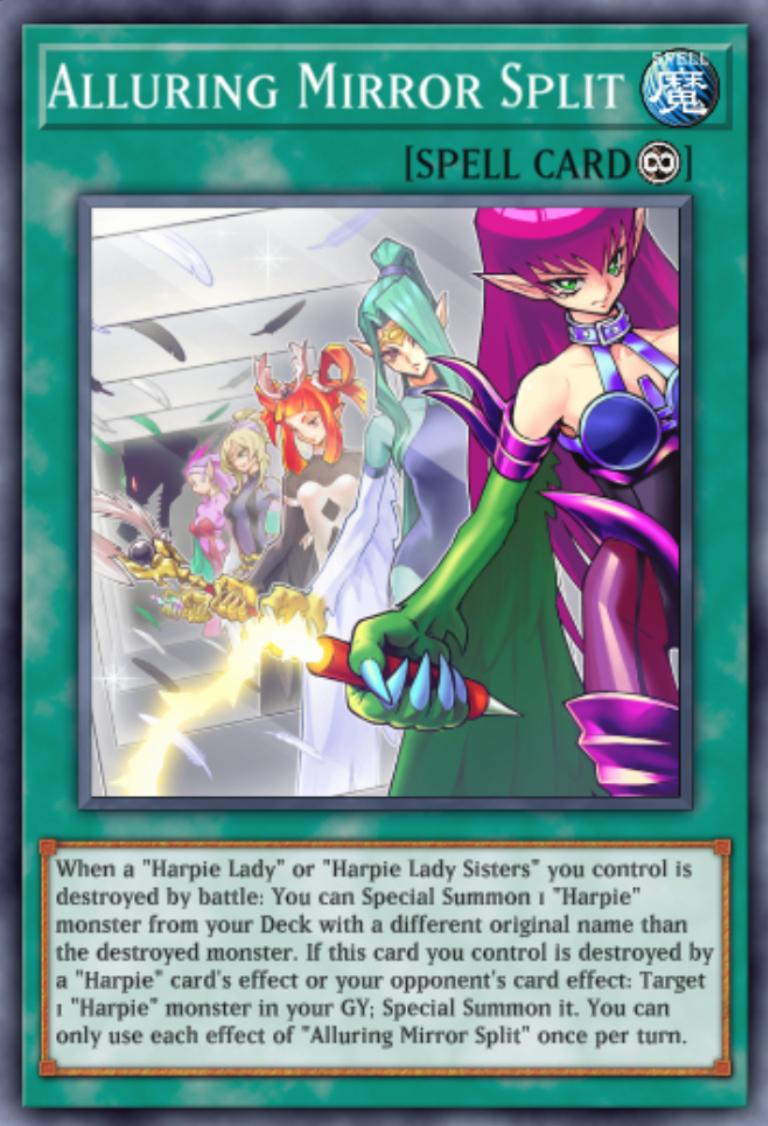 ALLURING MIRROR SPLIT
SPELL
魔
[SPELL CARD]
When a "Harpie Lady" or "Harpie Lady Sisters" you control is
destroyed by battle: You can Special Summon 1 "Harpie"
monster from your Deck with a different original name than
the destroyed monster. If this card you control is destroyed by
a "Harpie" card's effect or your opponent's card effect: Target
1 "Harpie" monster in your GY; Special Summon it. You can
only use each effect of "Alluring Mirror Split" once per turn.